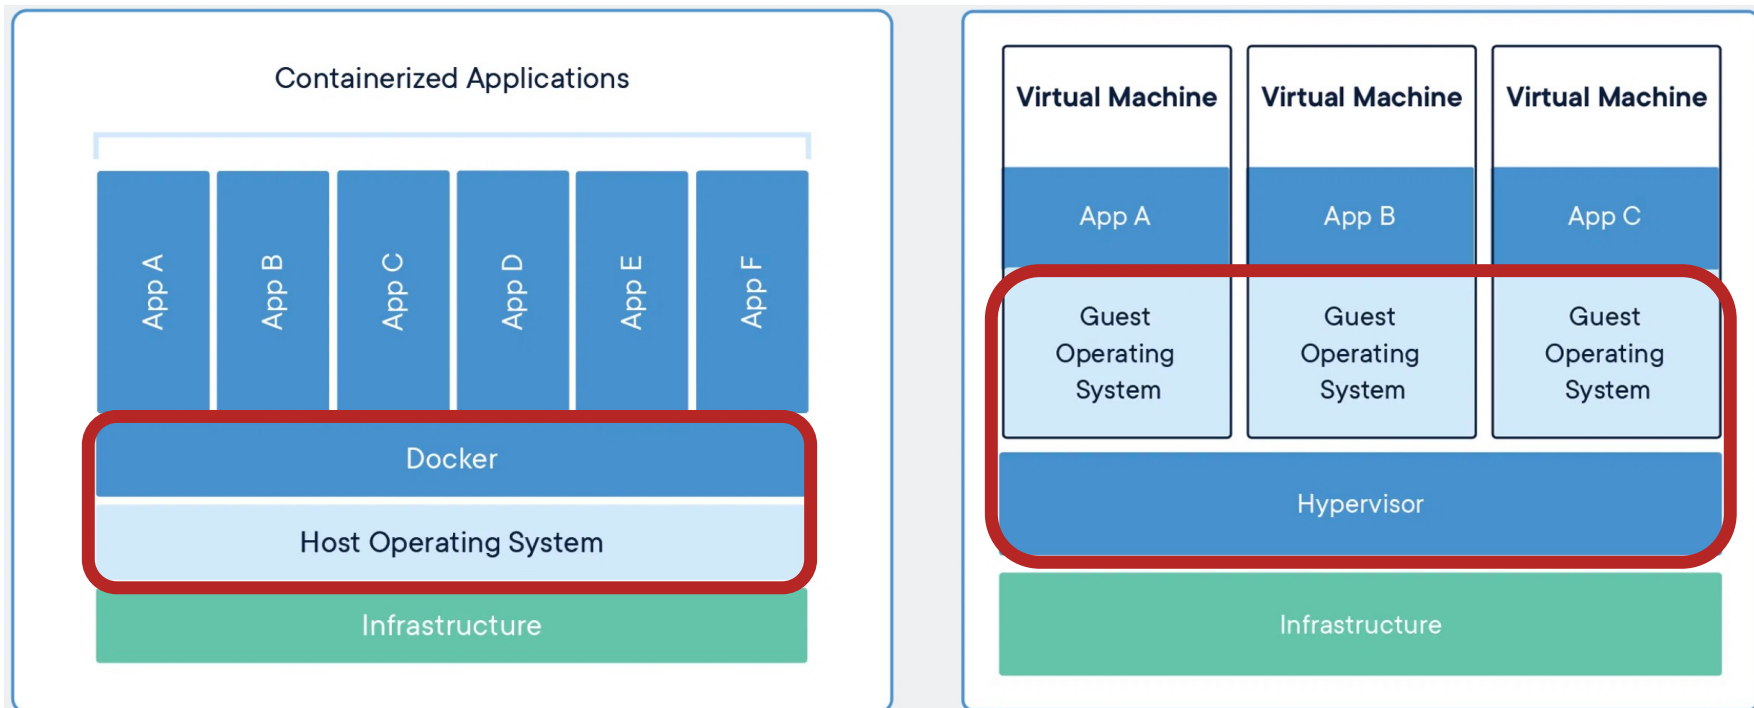 Containerized Applications
App A
App B
App C
App D
App E
App F
Docker
Host Operating System
Infrastructure
Virtual Machine
Virtual Machine
Virtual Machine
App A
App B
App C
Guest
Operating
System
Guest
Operating
System
Guest
Operating
System
Hypervisor
Infrastructure